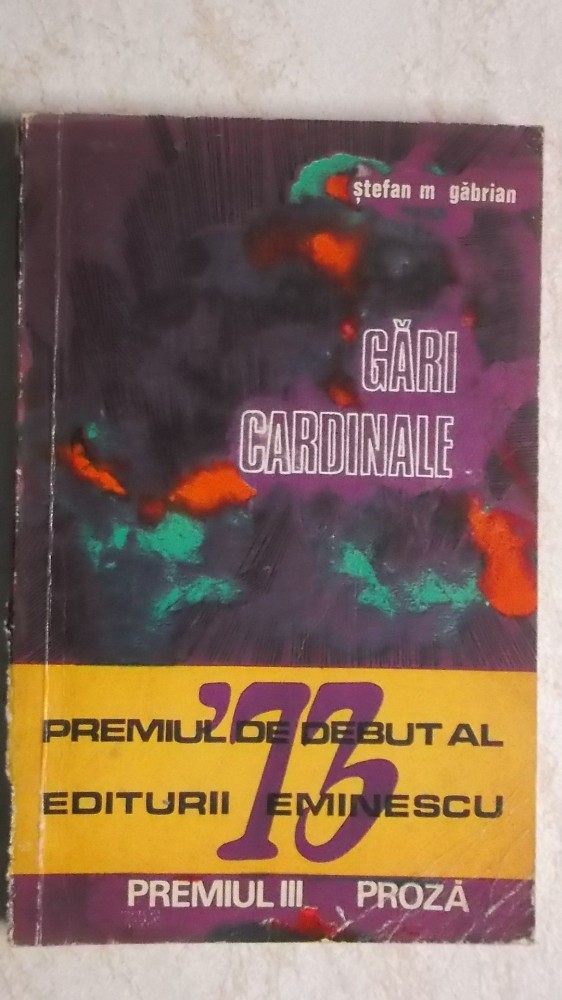 ștefan m găbrian
GĂRI
CARDINALE
'73
PREMIUL DE DEBUT AL
EDITURII EMINESCU
PREMIUL III PROZĂ